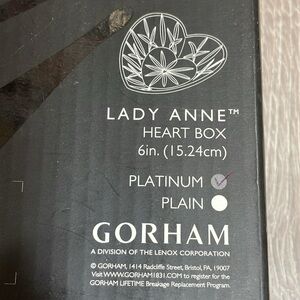 LADY ANNE™
HEART BOX
6in. (15.24cm)
PLATINUM
PLAIN
GORHAM
A DIVISION OF THE LENOX CORPORATION
© GORHAM, 1414 Radcliffe Street, Bristol, PA, 19007
Visit WWW.GORHAM1831.COM to register for the
GORHAM LIFETIME Breakage Replacement Program.